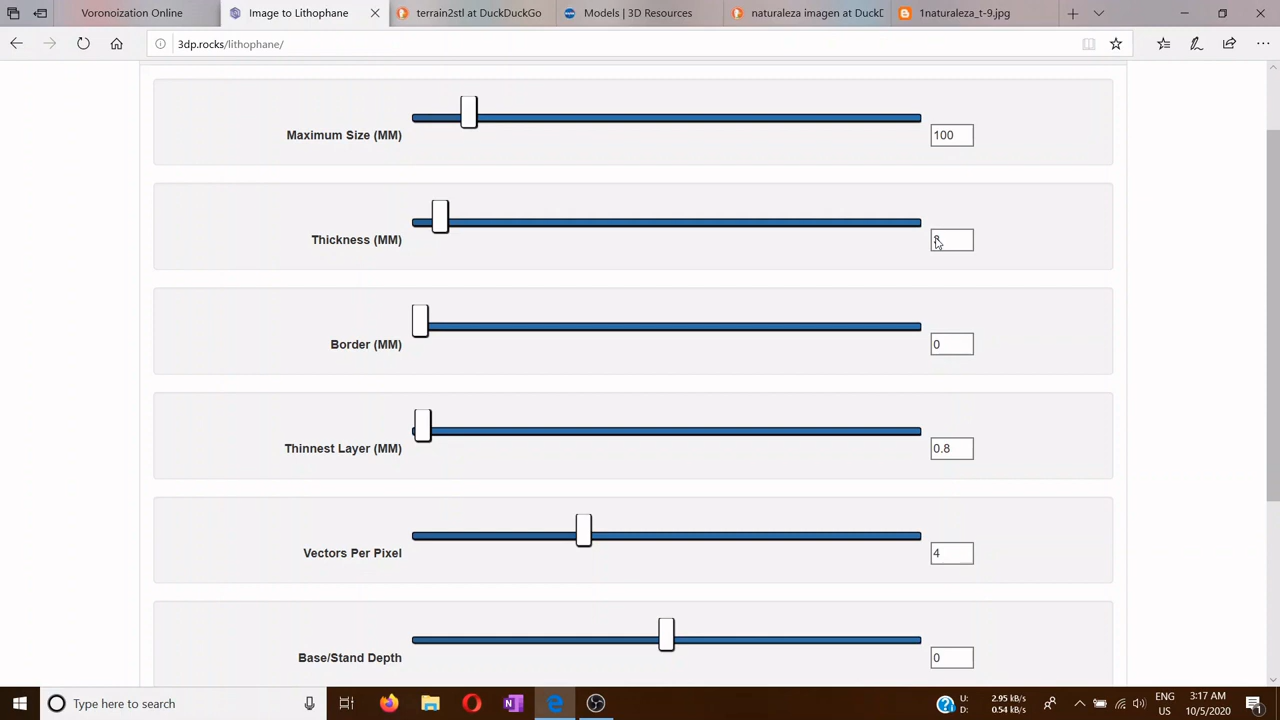 Voronoization Online
Image to Lithophane
terrain2stl at DuckDuckGo
Models | 3D Resources
naturaleza imagen at DuckD
1naturaleza_t-9.jpg
3dp.rocks/lithophane/
Maximum Size (MM)
100
Thickness (MM)
Border (MM)
0
Thinnest Layer (MM)
0.8
Vectors Per Pixel
4
Base/Stand Depth
0
Type here to search
U: 2.95 kB/s
D: 0.54 kB/s
ENG
US
3:17 AM
10/5/2020